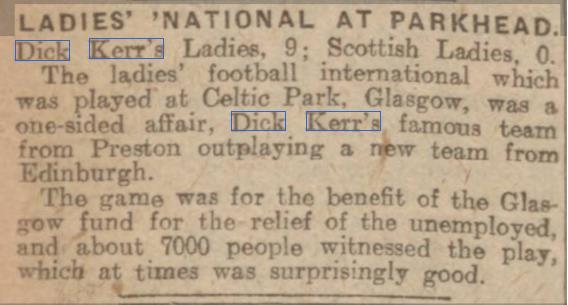 LADIES' 'NATIONAL AT PARKHEAD.
Dick Kerr's Ladies, 9; Scottish Ladies, 0.
The ladies' football international which
was played at Celtic Park, Glasgow, was a
one-sided affair, Dick Kerr's famous team
from Preston outplaying a new team from
Edinburgh.
The game was for the benefit of the Glas-
gow fund for the relief of the unemployed,
and about 7000 people witnessed the play,
which at times was surprisingly good.